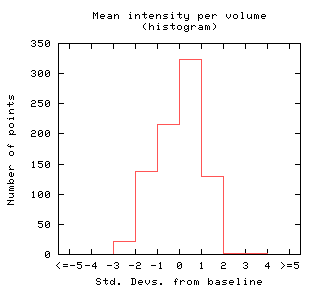 Mean intensity per volume
(histogram)
350
300
250
200
150
100
50
0
Number of points
<=-5 -4 -3 -2 -1 0 1 2 3 4 >=5
Std. Devs. from baseline